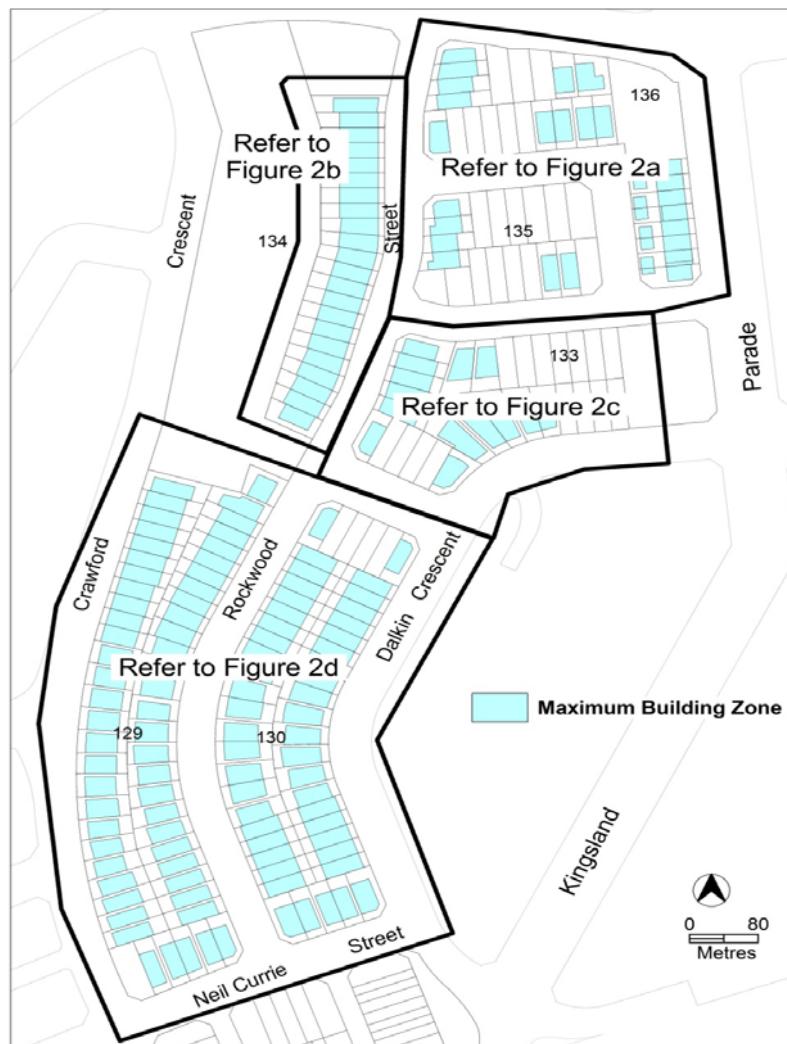 136
Refer to
Figure 2b
Refer to Figure 2a
Crescent
134
Street
135
Parade
133
Refer to Figure 2c
Crawford
Rockwood
Dalkin
Crescent
Refer to Figure 2d
Maximum Building Zone
129
130
Kingsland
0 80
Metres
Street
Neil Currie